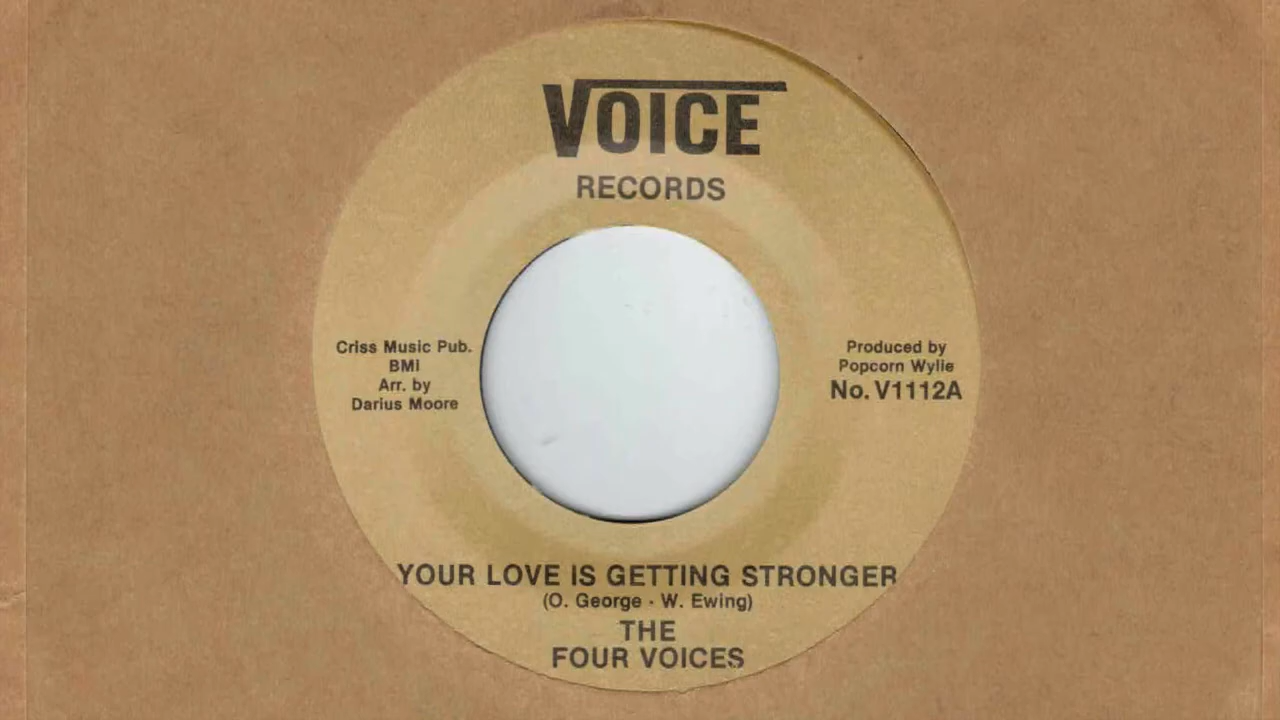 VOICE
RECORDS
Criss Music Pub.
BMI
Arr. by
Darius Moore
Produced by
Popcorn Wylie
No. V1112A
YOUR LOVE IS GETTING STRONGER
(O. George - W. Ewing)
THE
FOUR VOICES